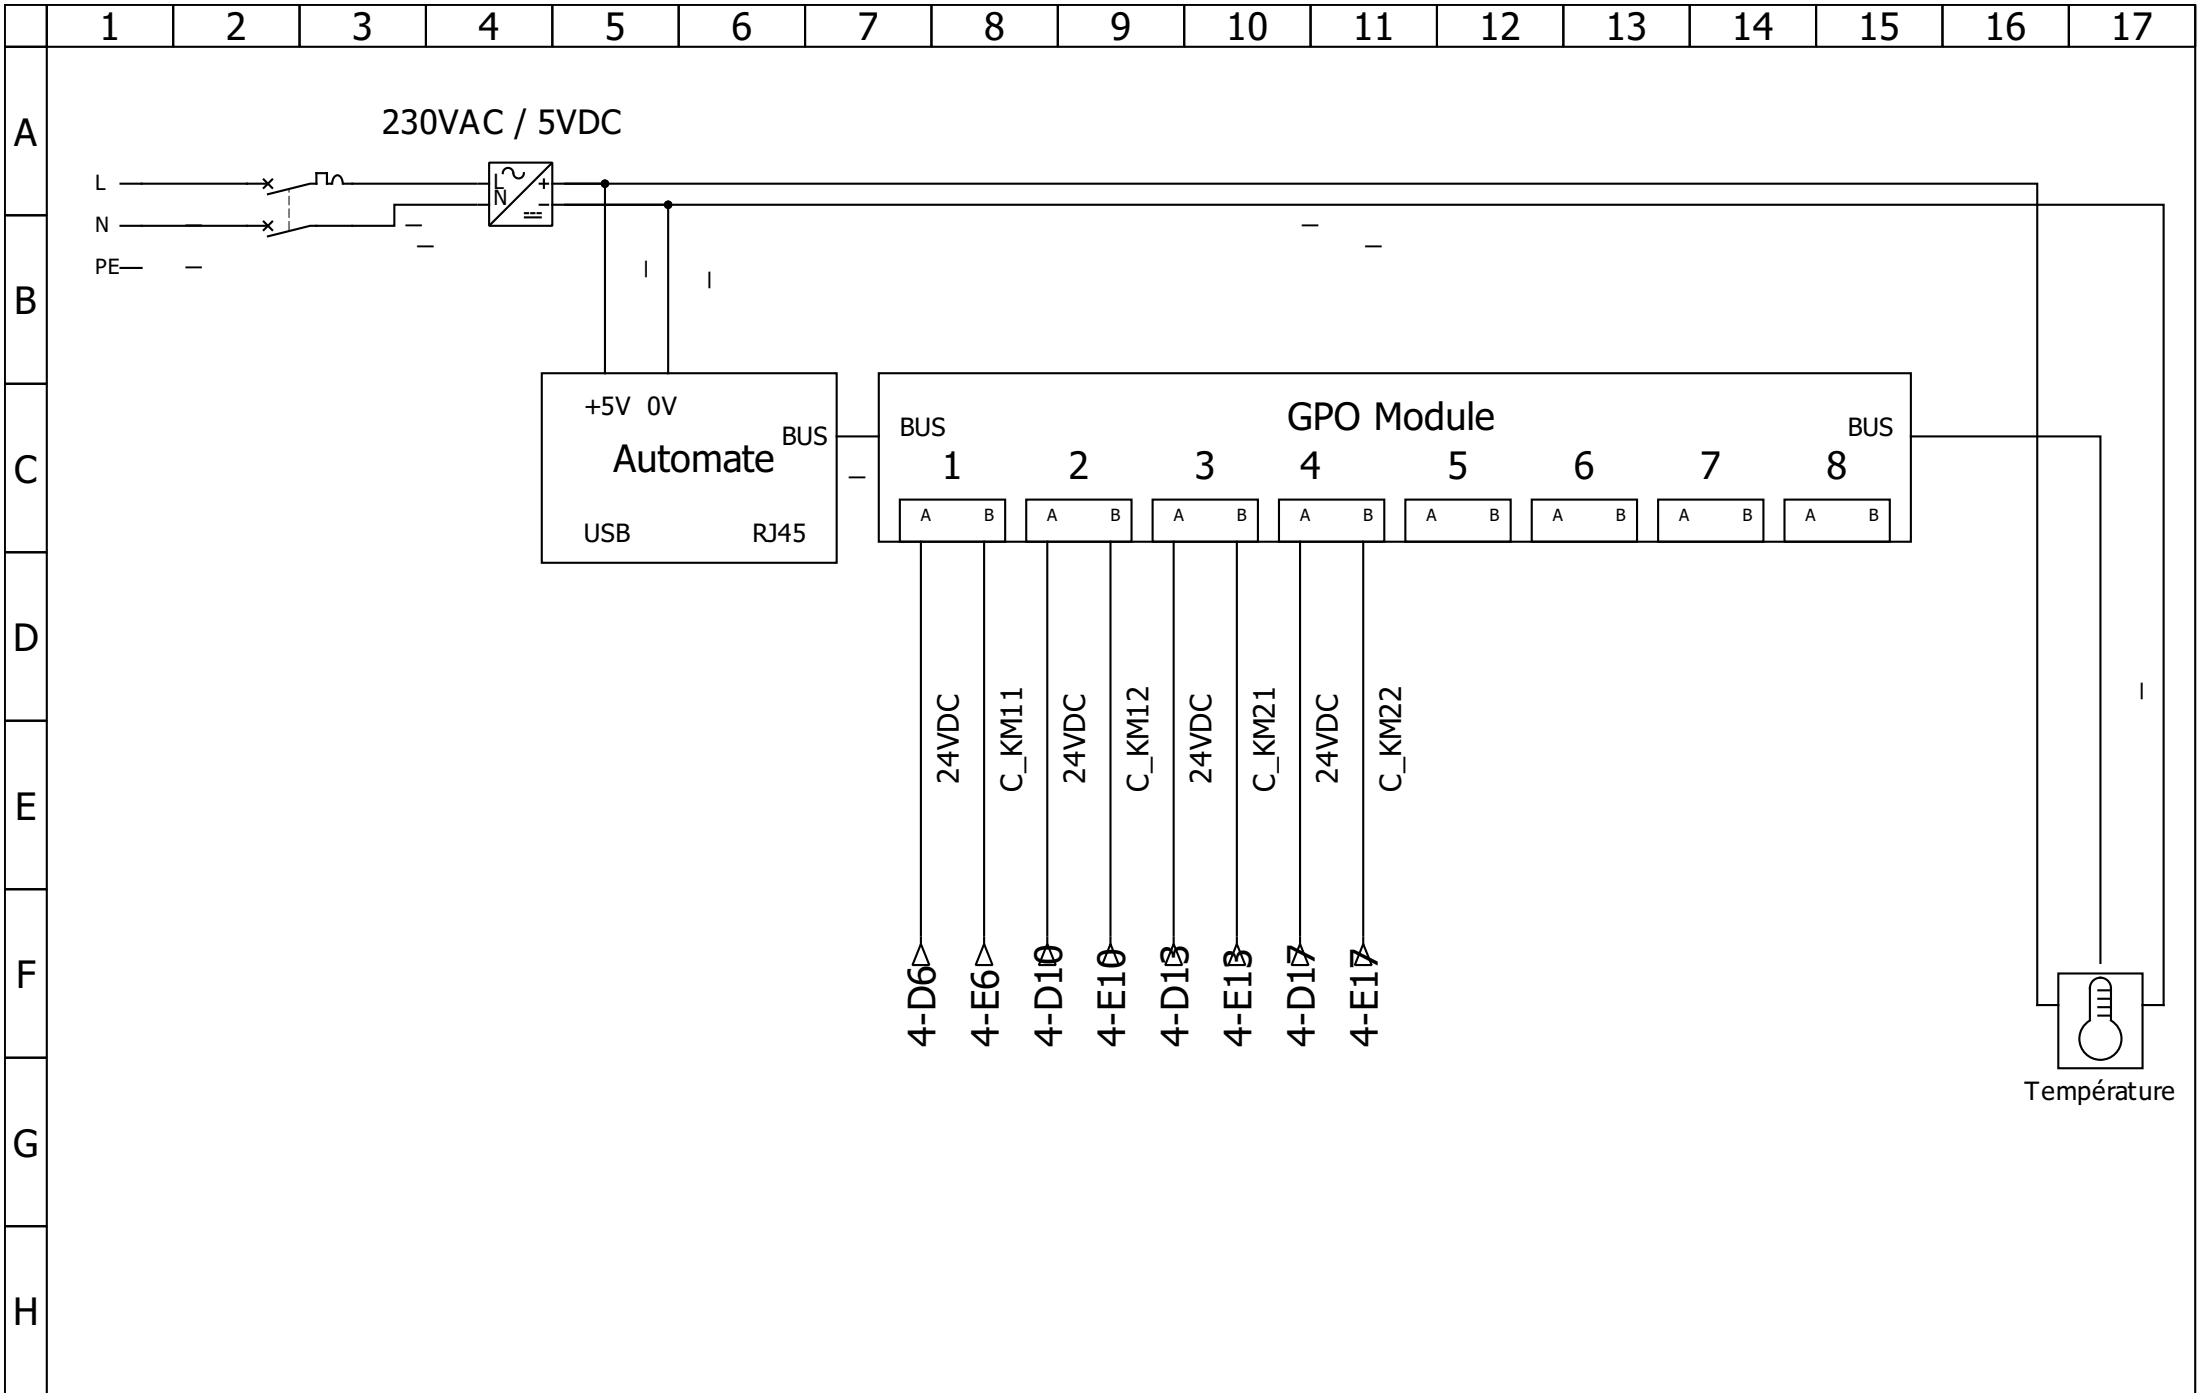 1 2 3 4 5 6 7 8 9 10 11 12 13 14 15 16 17
A
230VAC / 5VDC
L
L +
N -
N
PE
B
+5V 0V
BUS
Automate
USB RJ45
GPO Module
BUS BUS
C
1 2 3 4 5 6 7 8
A B A B A B A B A B A B A B A B
D
24VDC
C_KM11
24VDC
C_KM12
24VDC
C_KM21
24VDC
C_KM22
E
F
4-D6
4-E6
4-D10
4-E10
4-D13
4-E13
4-D17
4-E17
Température
G
H